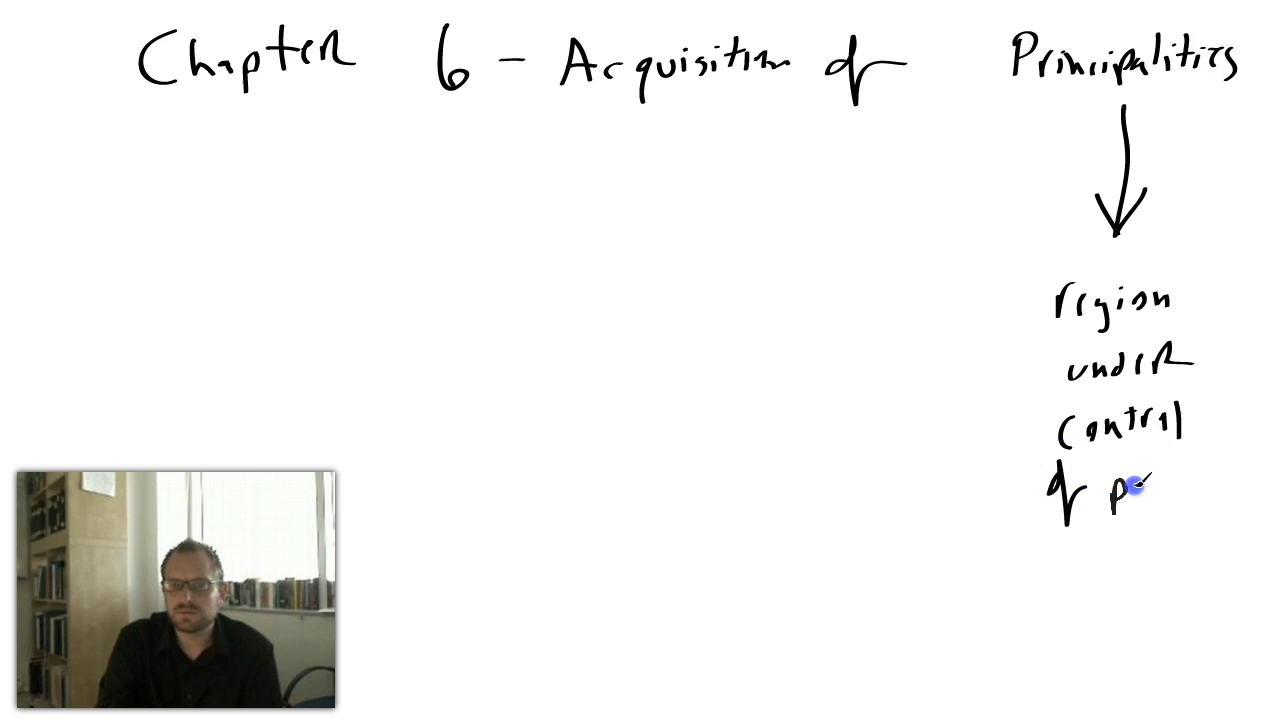 Chapter 6 - Acquisition of Principalities
region
under
control
of p